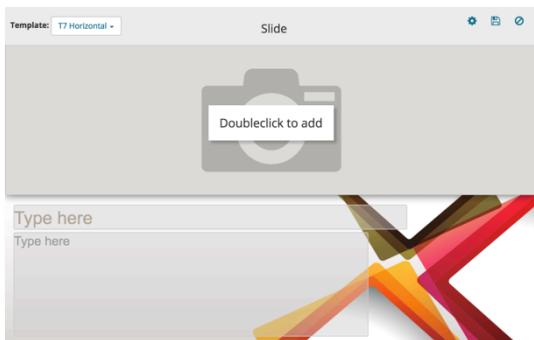 Template: T7 Horizontal
Slide
Doubleclick to add
Type here
Type here